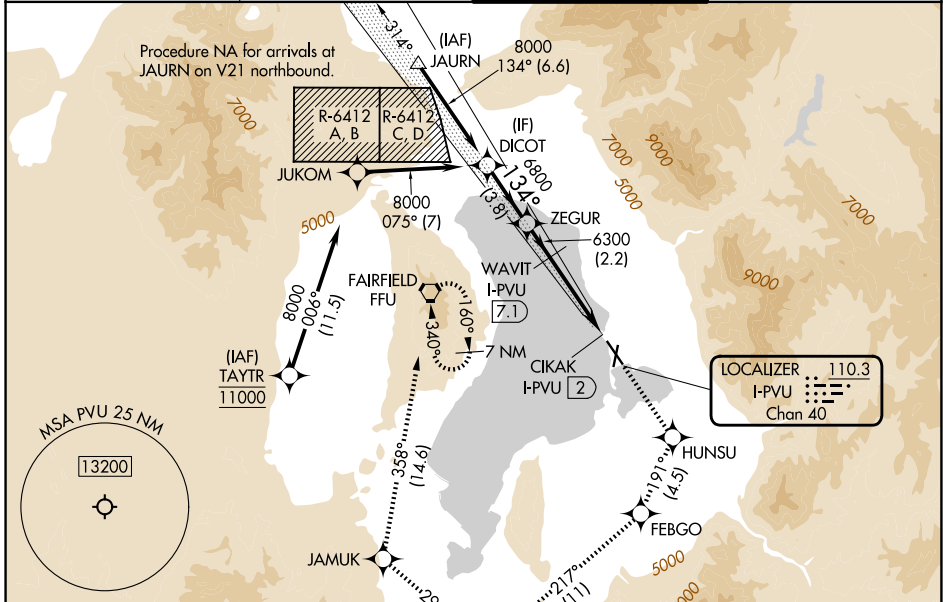 Procedure NA for arrivals at
JAURN on V21 northbound.
314°
(IAF)
JAURN
8000
134° (6.6)
7000
R-6412
A, B
R-6412
C, D
(IF)
DICOT
6800
134°
(3.8)
JUKOM
8000
075° (7)
7000
9000
5000
7000
5000
ZEGUR
6300
(2.2)
8000
006°
(11.5)
FAIRFIELD
FFU
160°
340°
7 NM
WAVIT
I-PVU
7.1
9000
(IAF)
TAYTR
11000
CIKAK
I-PVU 2
LOCALIZER 110.3
I-PVU
Chan 40
MSA PVU 25 NM
13200
358°
(14.6)
HUNSU
191°
(4.5)
FEBGO
JAMUK
5000
217°
(11)